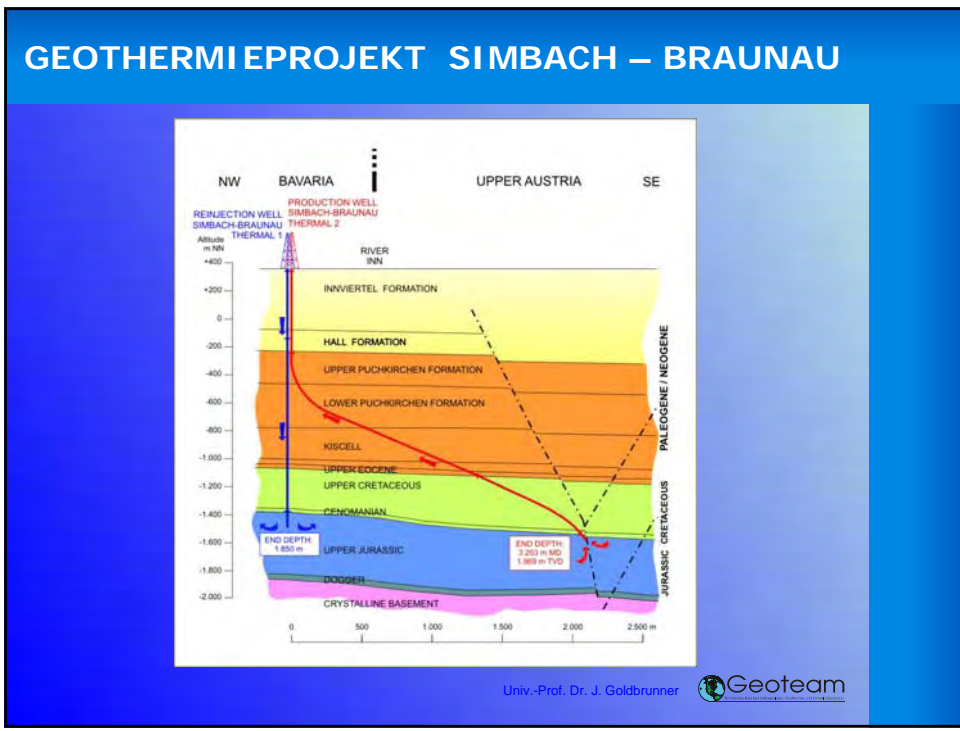 GEOTHERMIEPROJEKT SIMBACH – BRAUNAU
NW BAVARIA UPPER AUSTRIA SE
PRODUCTION WELL
SIMBACH-BRAUNAU
THERMAL 2
REINJECTION WELL
SIMBACH-BRAUNAU
THERMAL 1
Altitude
m NN
RIVER
INN
+400
+200
0
-200
-400
-600
-800
-1.000
-1.200
-1.400
-1.600
-1.800
-2.000
INNVIERTEL FORMATION
HALL FORMATION
UPPER PUCHKIRCHEN FORMATION
LOWER PUCHKIRCHEN FORMATION
KISCELL
UPPER EOCENE
UPPER CRETACEOUS
CENOMANIAN
UPPER JURASSIC
DOGGER
CRYSTALLINE BASEMENT
END DEPTH:
1.850 m
END DEPTH:
3.203 m MD
1.969 m TVD
PALEOGENE / NEOGENE
CRETACEOUS
JURASSIC
0 500 1.000 1.500 2.000 2.500 m
Univ.-Prof. Dr. J. Goldbrunner
Geoteam